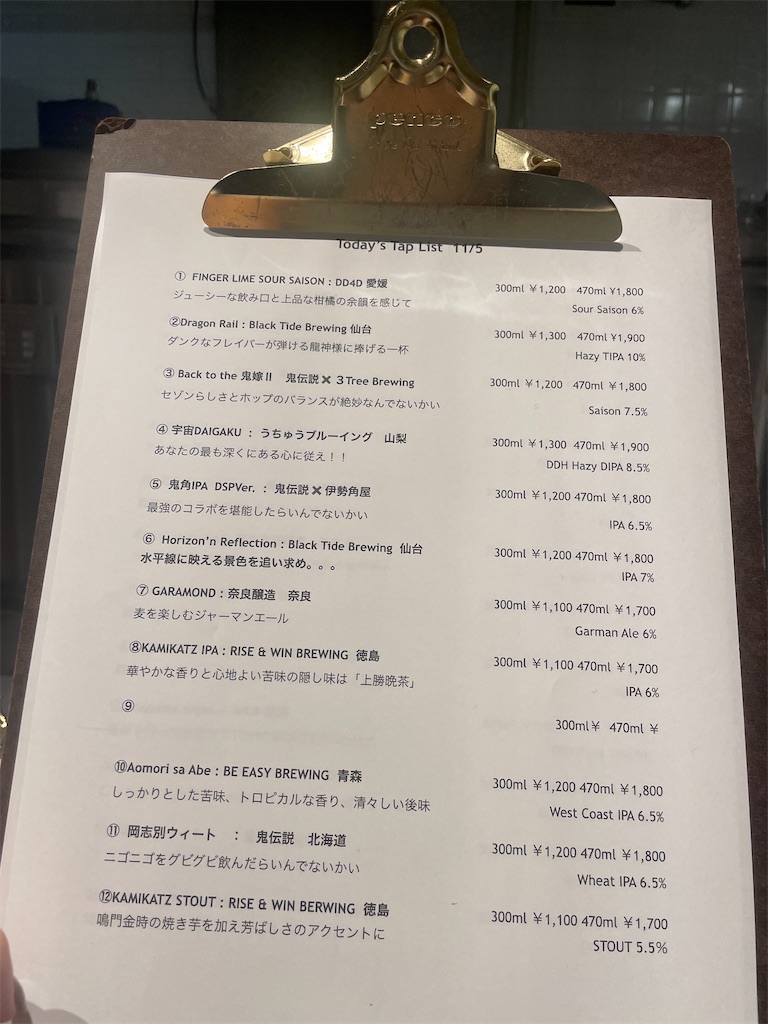 penco
Today's Tap List 11/5
① FINGER LIME SOUR SAISON : DD4D 愛媛 300ml ￥1,200 470ml ¥1,800
ジューシーな飲み口と上品な柑橘の余韻を感じて Sour Saison 6%
②Dragon Rail : Black Tide Brewing 仙台 300ml ￥1,300 470ml ¥1,900
ダンクなフレイバーが弾ける龍神様に捧げる一杯 Hazy TIPA 10%
③ Back to the 鬼嫁Ⅱ 鬼伝説✖３Tree Brewing 300ml ￥1,200 470ml ￥1,800
セゾンらしさとホップのバランスが絶妙なんでないかい Saison 7.5%
④ 宇宙DAIGAKU ： うちゅうブルーイング 山梨 300ml ￥1,300 470ml ￥1,900
あなたの最も深くにある心に従え！！ DDH Hazy DIPA 8.5%
⑤ 鬼角IPA DSPVer. ： 鬼伝説✖伊勢角屋 300ml ￥1,200 470ml ￥1,800
最強のコラボを堪能したらいんでないかい IPA 6.5%
⑥ Horizon'n Reflection : Black Tide Brewing 仙台 300ml ￥1,200 470ml ￥1,800
水平線に映える景色を追い求め。。。 IPA 7%
⑦ GARAMOND : 奈良醸造 奈良 300ml ￥1,100 470ml ￥1,700
麦を楽しむジャーマンエール Garman Ale 6%
⑧KAMIKATZ IPA : RISE & WIN BREWING 徳島 300ml ￥1,100 470ml ￥1,700
華やかな香りと心地よい苦味の隠し味は「上勝晩茶」 IPA 6%
⑨ 300ml￥ 470ml ￥
⑩Aomori sa Abe : BE EASY BREWING 青森 300ml ￥1,200 470ml ￥1,800
しっかりとした苦味、トロピカルな香り、清々しい後味 West Coast IPA 6.5%
⑪ 岡志別ウィート ： 鬼伝説 北海道 300ml ￥1,200 470ml ￥1,800
ニゴニゴをグビグビ飲んだらいんでないかい Wheat IPA 6.5%
⑫KAMIKATZ STOUT : RISE & WIN BERWING 徳島 300ml ￥1,100 470ml ￥1,700
鳴門金時の焼き芋を加え芳ばしさのアクセントに STOUT 5.5%